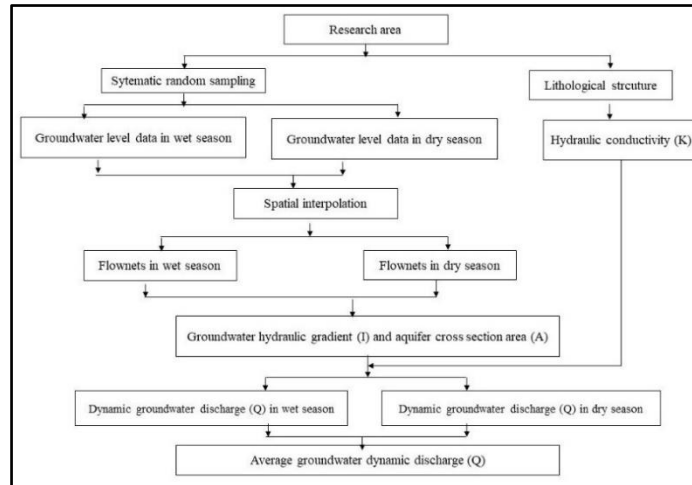 Research area
Sytematic random sampling
Lithological strcuture
Groundwater level data in wet season
Groundwater level data in dry season
Hydraulic conductivity (K)
Spatial interpolation
Flownets in wet season
Flownets in dry season
Groundwater hydraulic gradient (I) and aquifer cross section area (A)
Dynamic groundwater discharge (Q) in wet season
Dynamic groundwater discharge (Q) in dry season
Average groundwater dynamic discharge (Q)